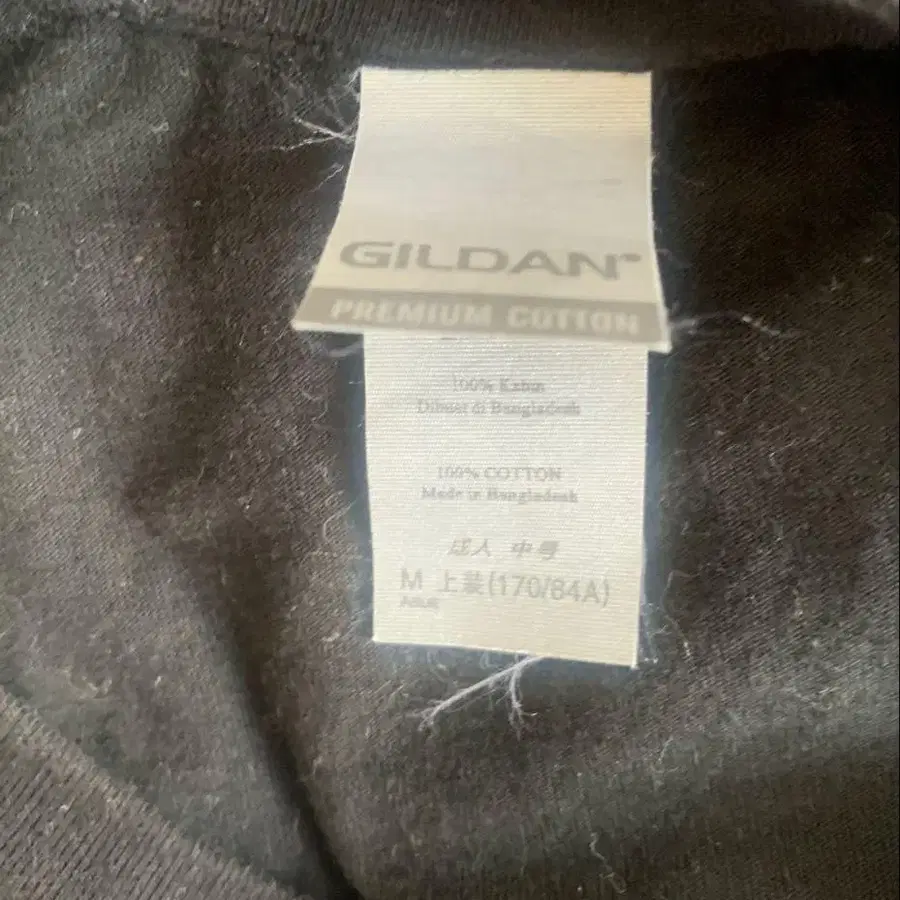 GILDAN®
PREMIUM COTTON
100% Kabin
Dibuat di Bangladesh
100% COTTON
Made in Bangladesh
成人 中号
M 上装(170/84A)